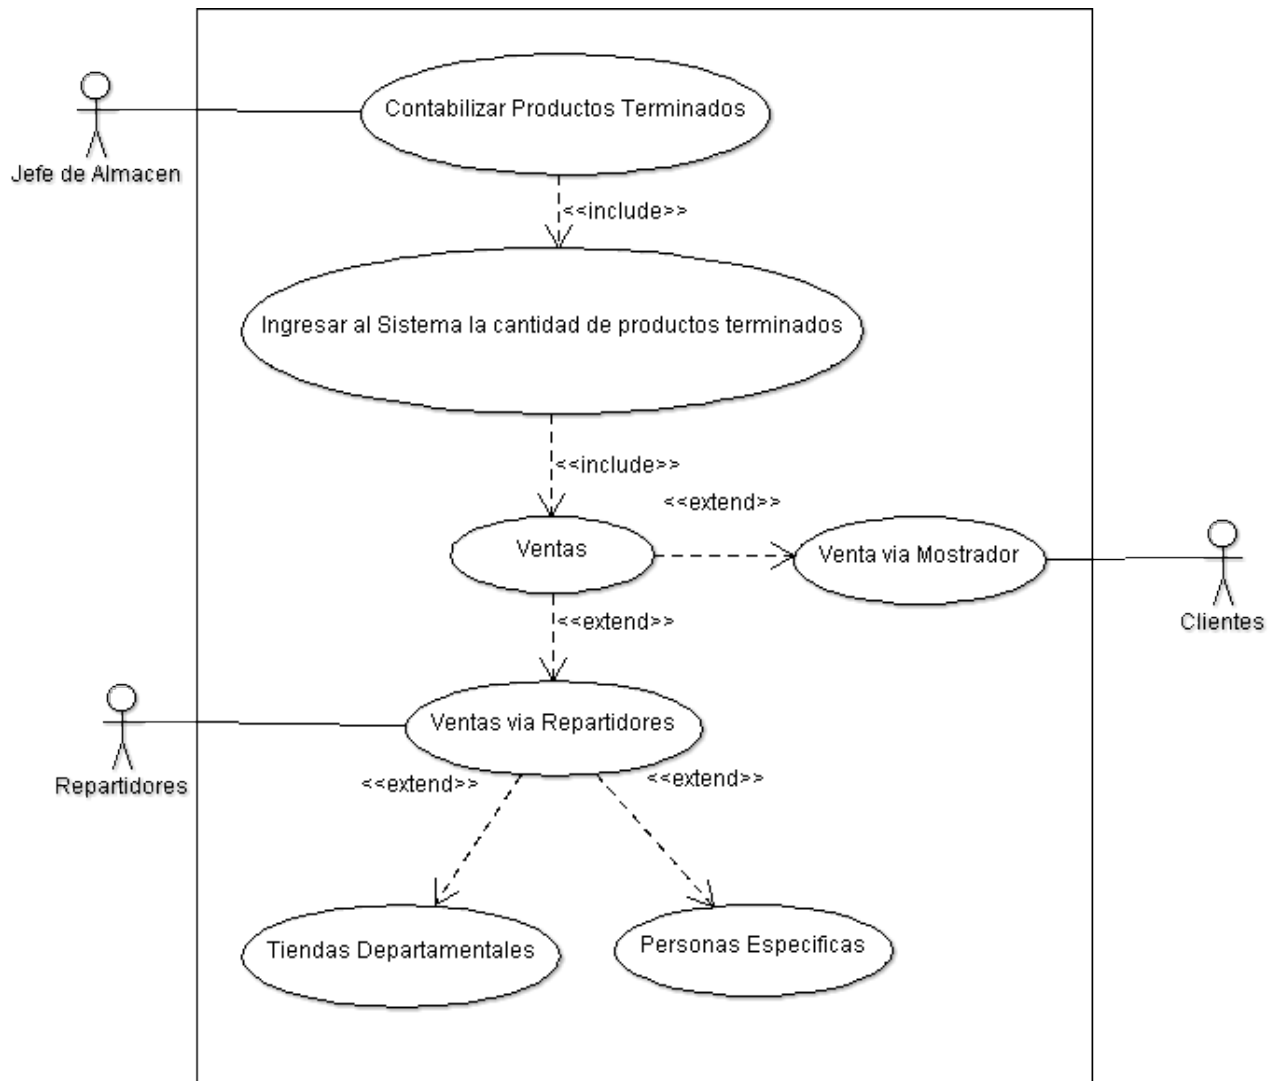 Contabilizar Productos Terminados
Jefe de Almacen
<<include>>
Ingresar al Sistema la cantidad de productos terminados
<<include>>
<<extend>>
Ventas
Venta via Mostrador
Clientes
<<extend>>
Ventas via Repartidores
Repartidores
<<extend>>
<<extend>>
Tiendas Departamentales
Personas Especificas